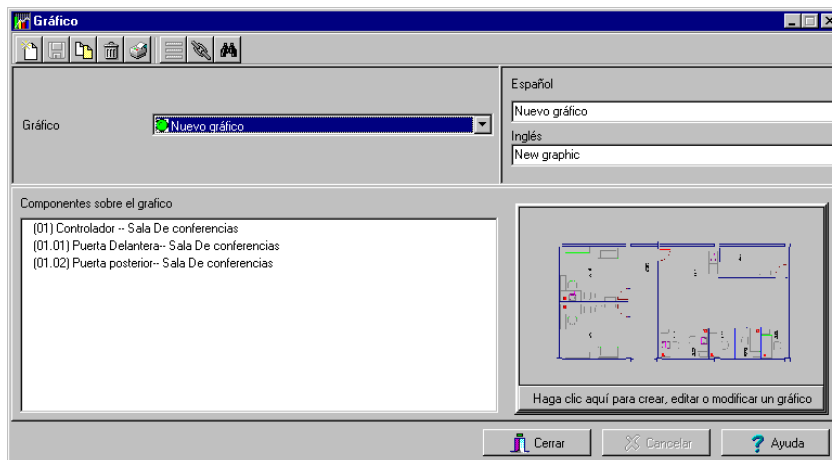 Gráfico
Español
Gráfico
Nuevo gráfico
Nuevo gráfico
Inglés
New graphic
Componentes sobre el grafico
(01) Controlador -- Sala De conferencias
(01.01) Puerta Delantera-- Sala De conferencias
(01.02) Puerta posterior-- Sala De conferencias
Haga clic aquí para crear, editar o modificar un gráfico
Cerrar
Cancelar
Ayuda